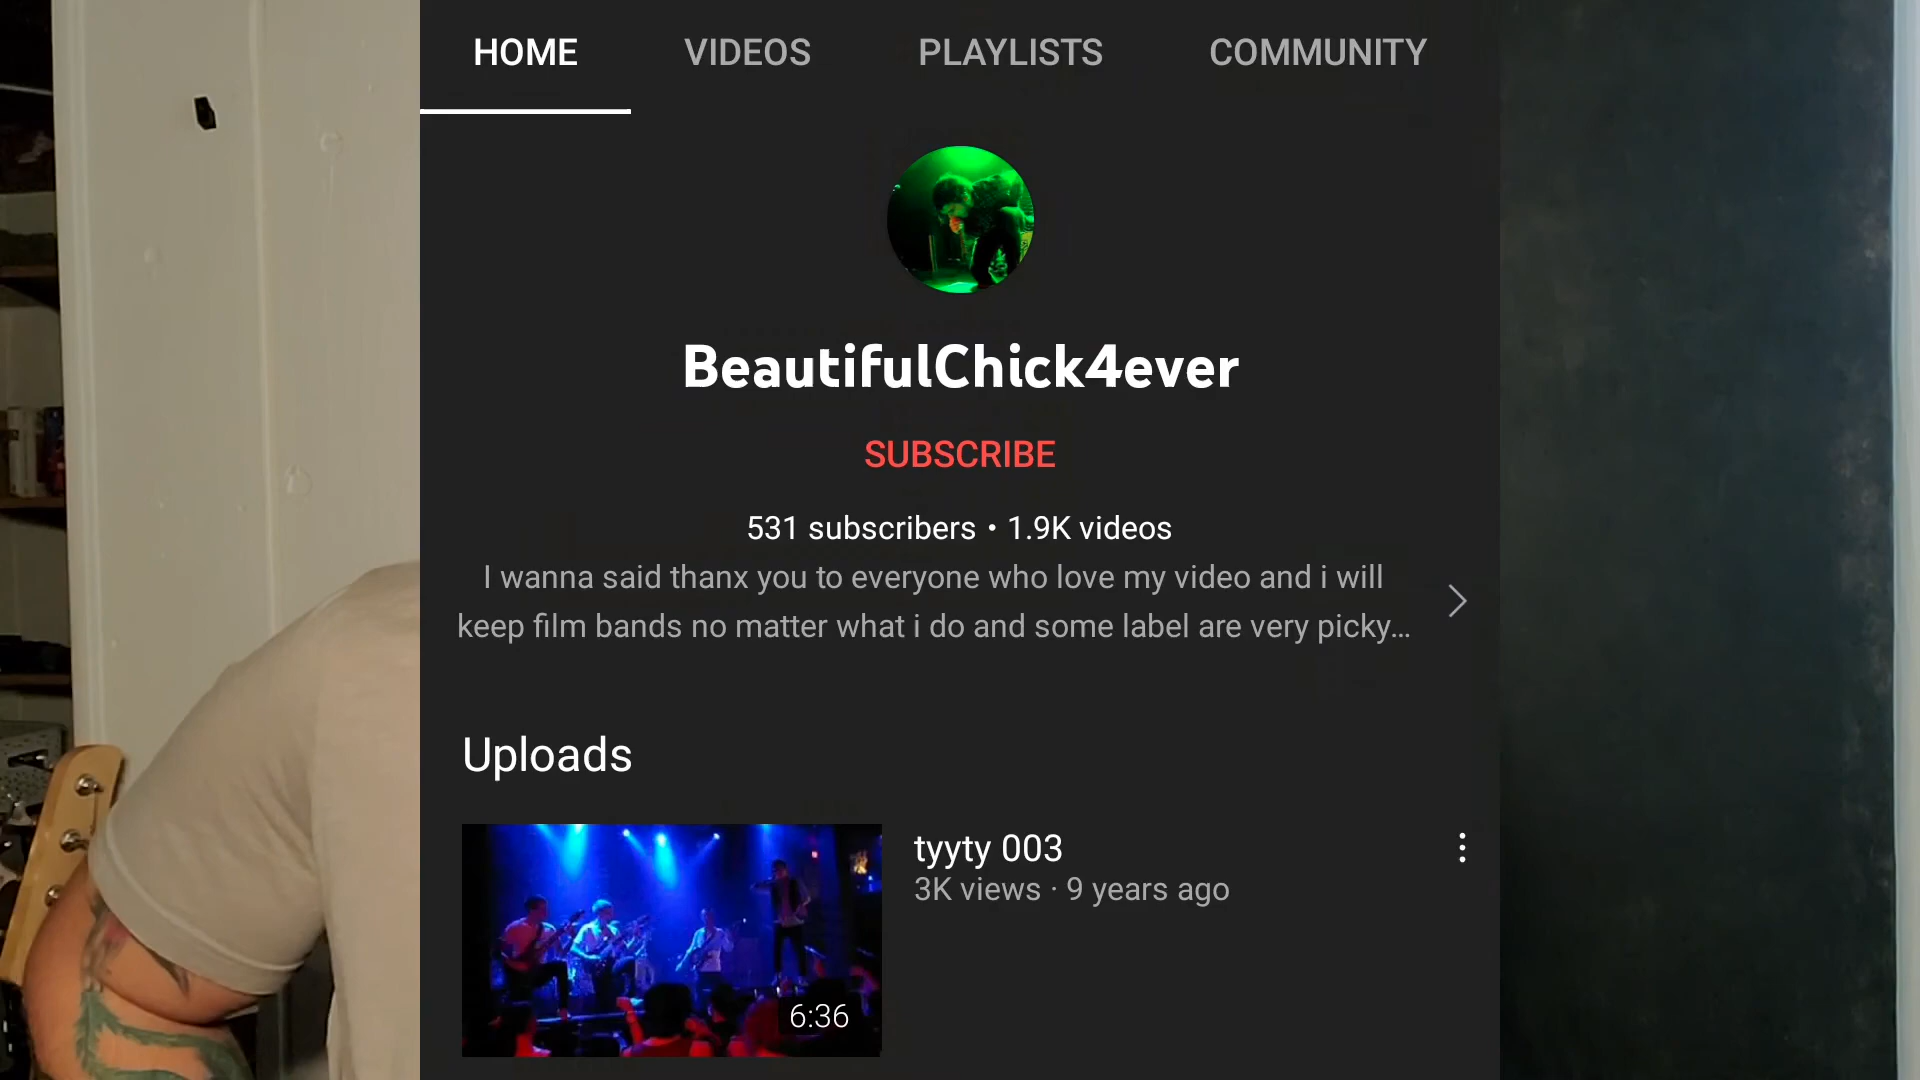 HOME VIDEOS PLAYLISTS COMMUNITY
BeautifulChick4ever
SUBSCRIBE
531 subscribers • 1.9K videos
I wanna said thanx you to everyone who love my video and i will
keep film bands no matter what i do and some label are very picky...
Uploads
tyyty 003
3K views · 9 years ago
6:36